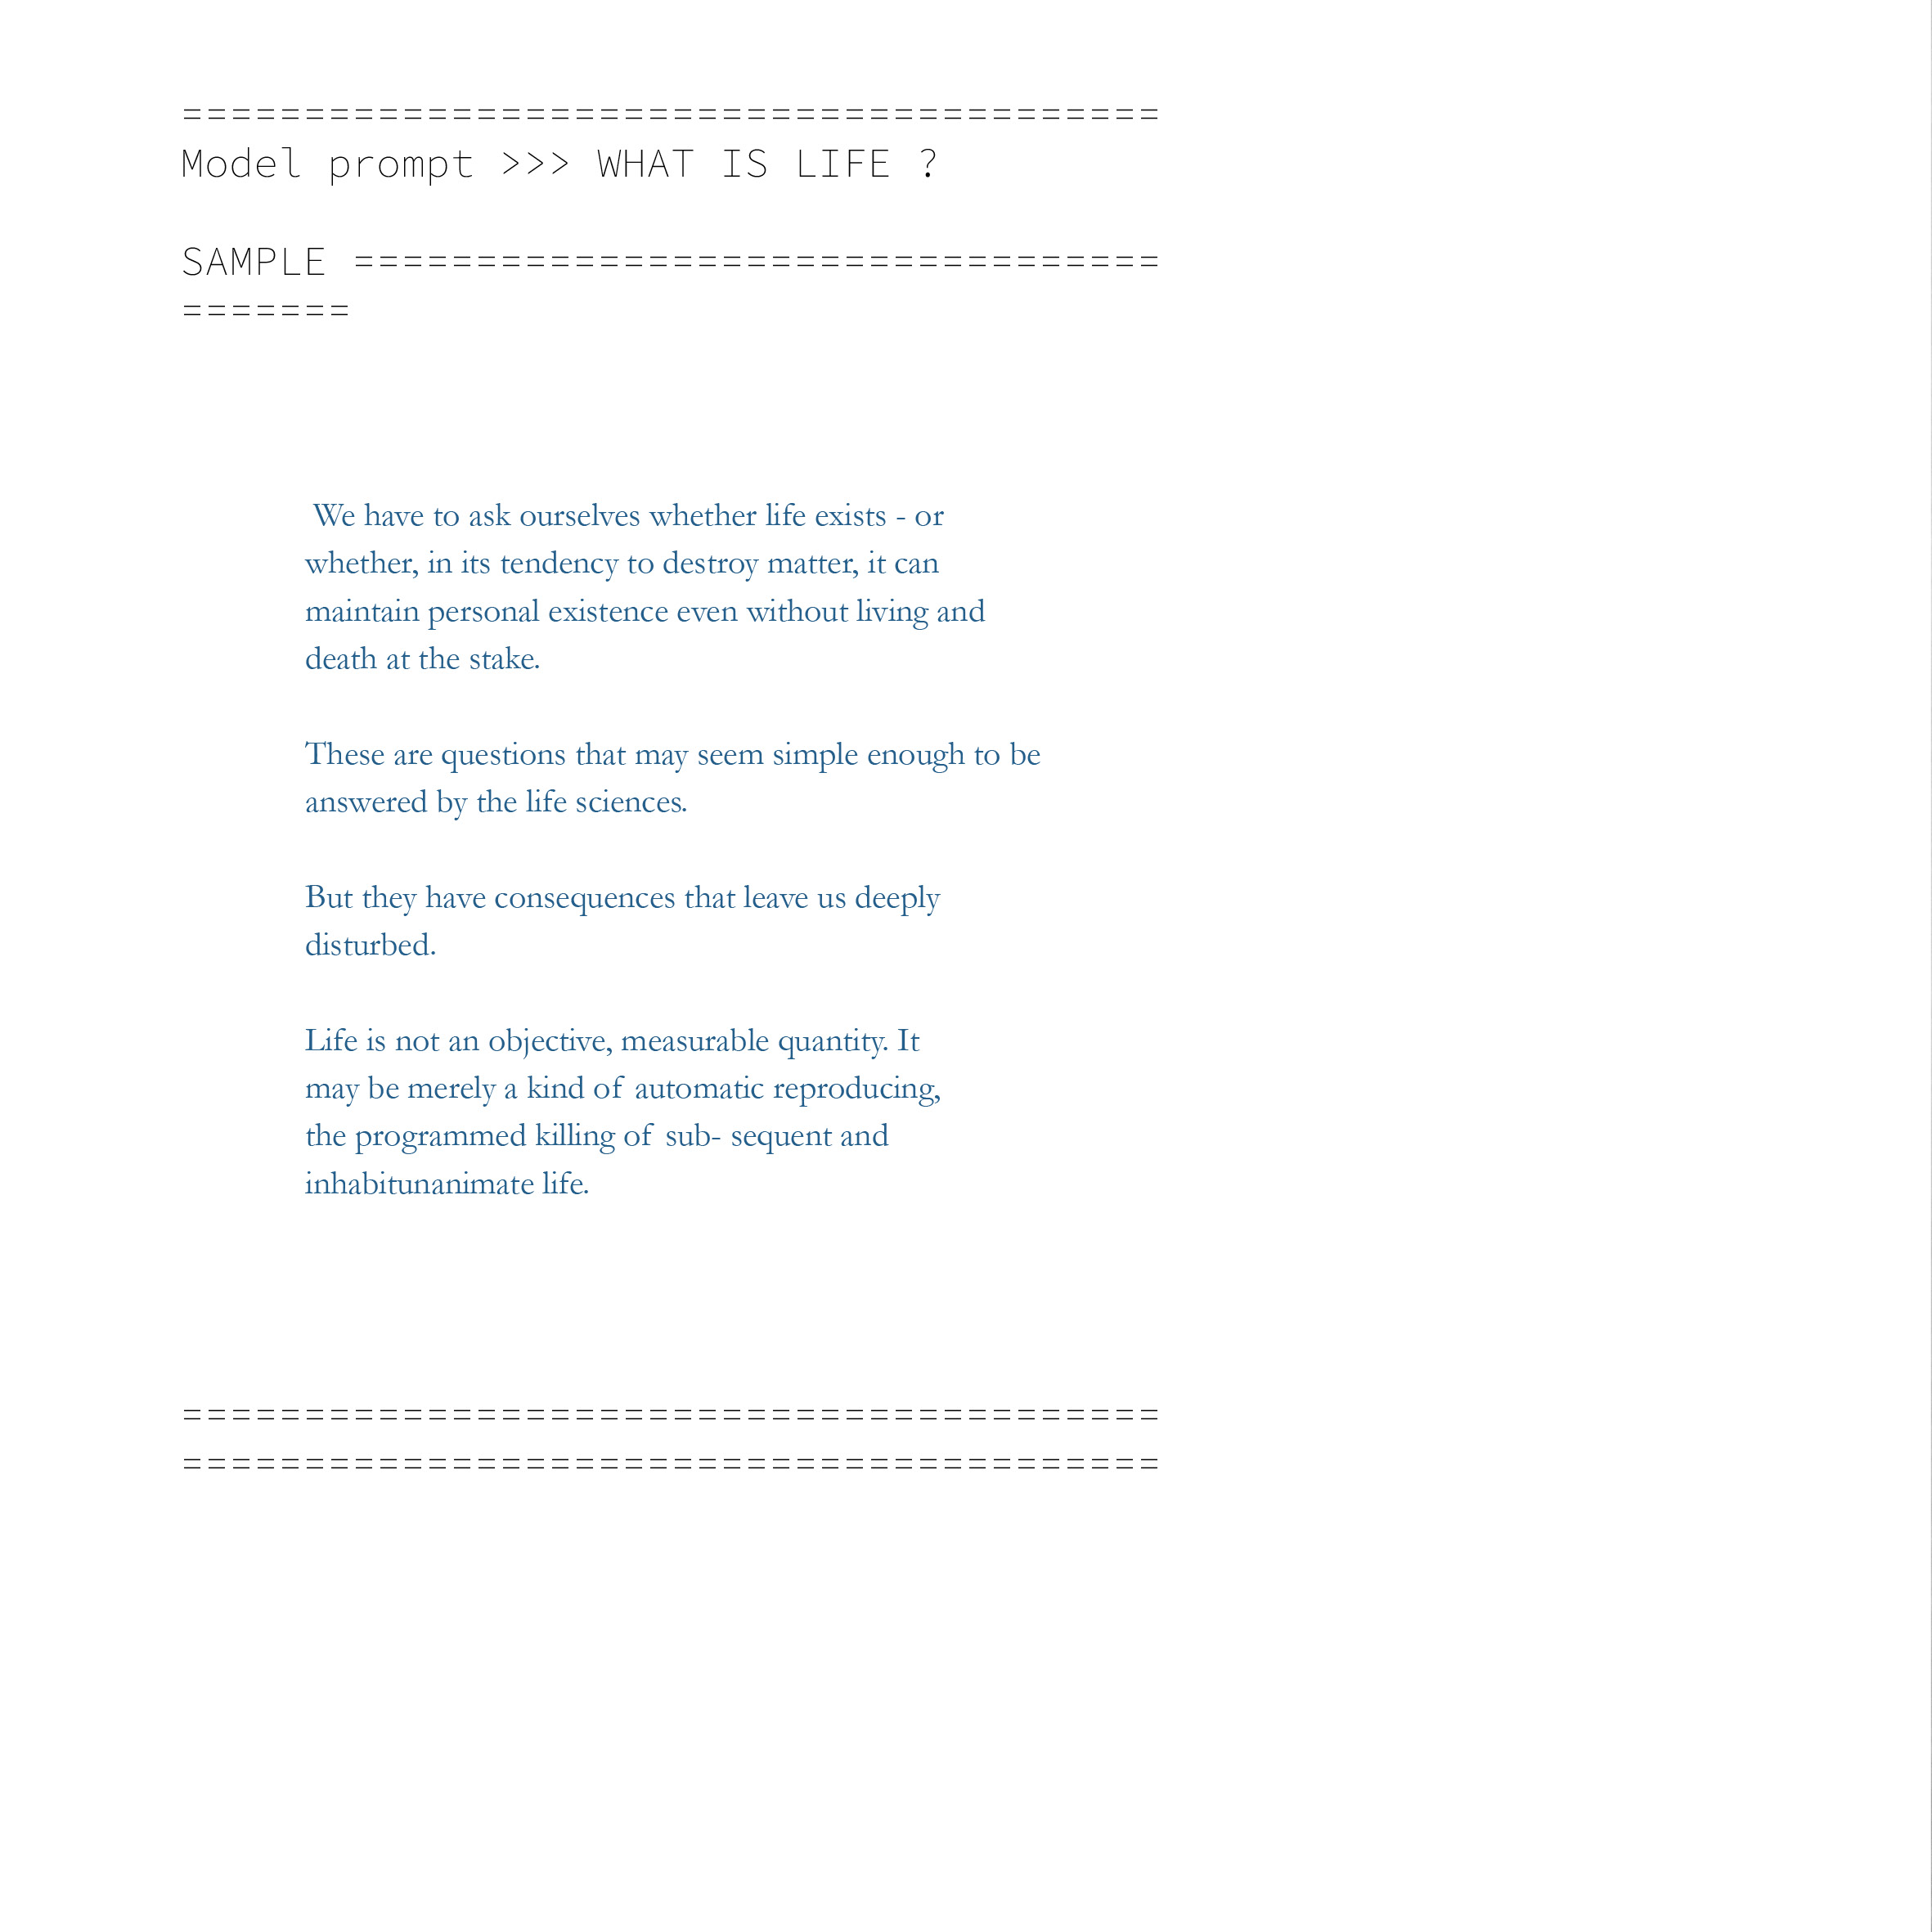 ========================================
Model prompt >>> WHAT IS LIFE ?
SAMPLE =================================
=======
We have to ask ourselves whether life exists - or
whether, in its tendency to destroy matter, it can
maintain personal existence even without living and
death at the stake.
These are questions that may seem simple enough to be
answered by the life sciences.
But they have consequences that leave us deeply
disturbed.
Life is not an objective, measurable quantity. It
may be merely a kind of automatic reproducing,
the programmed killing of sub- sequent and
inhabitunanimate life.
========================================
========================================